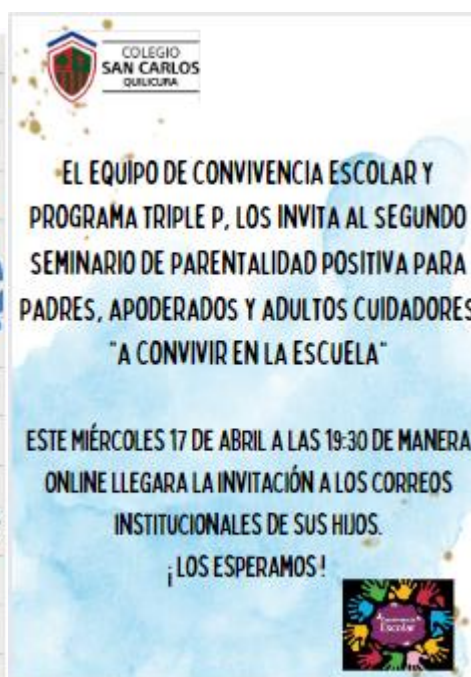 COLEGIO
SAN CARLOS
QUILICURA
EL EQUIPO DE CONVIVENCIA ESCOLAR Y
PROGRAMA TRIPLE P, LOS INVITA AL SEGUNDO
SEMINARIO DE PARENTALIDAD POSITIVA PARA
PADRES, APODERADOS Y ADULTOS CUIDADORES
"A CONVIVIR EN LA ESCUELA"
ESTE MIÉRCOLES 17 DE ABRIL A LAS 19:30 DE MANERA
ONLINE LLEGARA LA INVITACIÓN A LOS CORREOS
INSTITUCIONALES DE SUS HIJOS.
¡LOS ESPERAMOS!
Convivencia
Escolar